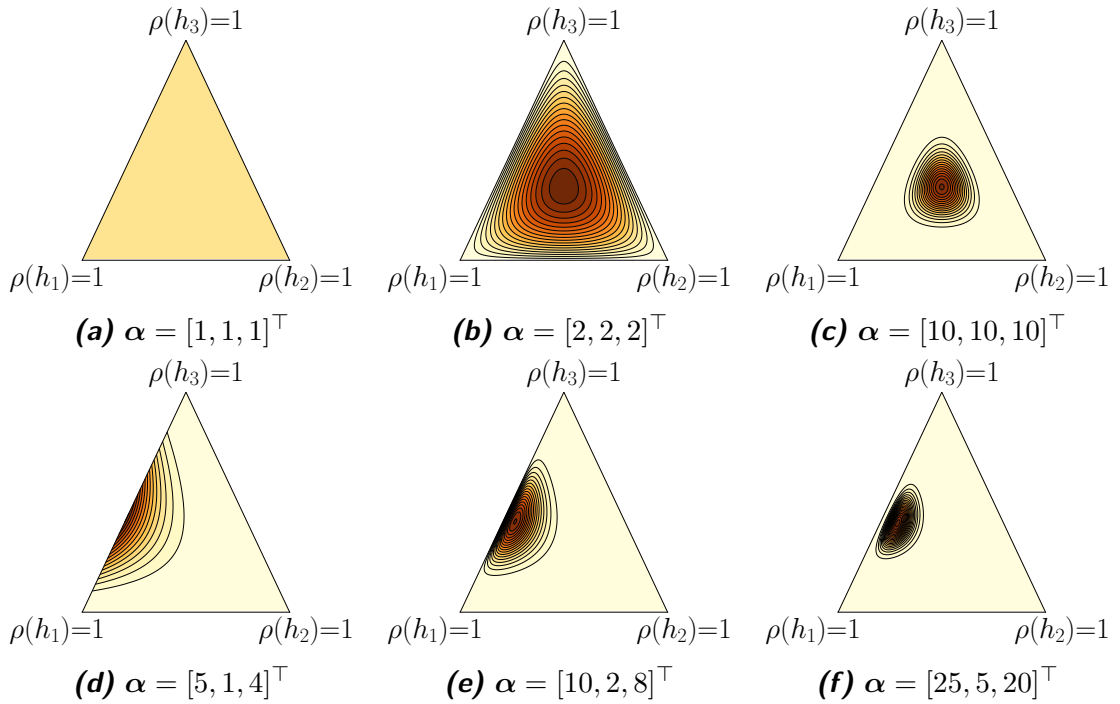 ρ(h₃)=1 ρ(h₃)=1 ρ(h₃)=1
ρ(h₁)=1 ρ(h₂)=1 ρ(h₁)=1 ρ(h₂)=1 ρ(h₁)=1 ρ(h₂)=1
(a) α = [1, 1, 1]⊤ (b) α = [2, 2, 2]⊤ (c) α = [10, 10, 10]⊤
ρ(h₃)=1 ρ(h₃)=1 ρ(h₃)=1
ρ(h₁)=1 ρ(h₂)=1 ρ(h₁)=1 ρ(h₂)=1 ρ(h₁)=1 ρ(h₂)=1
(d) α = [5, 1, 4]⊤ (e) α = [10, 2, 8]⊤ (f) α = [25, 5, 20]⊤